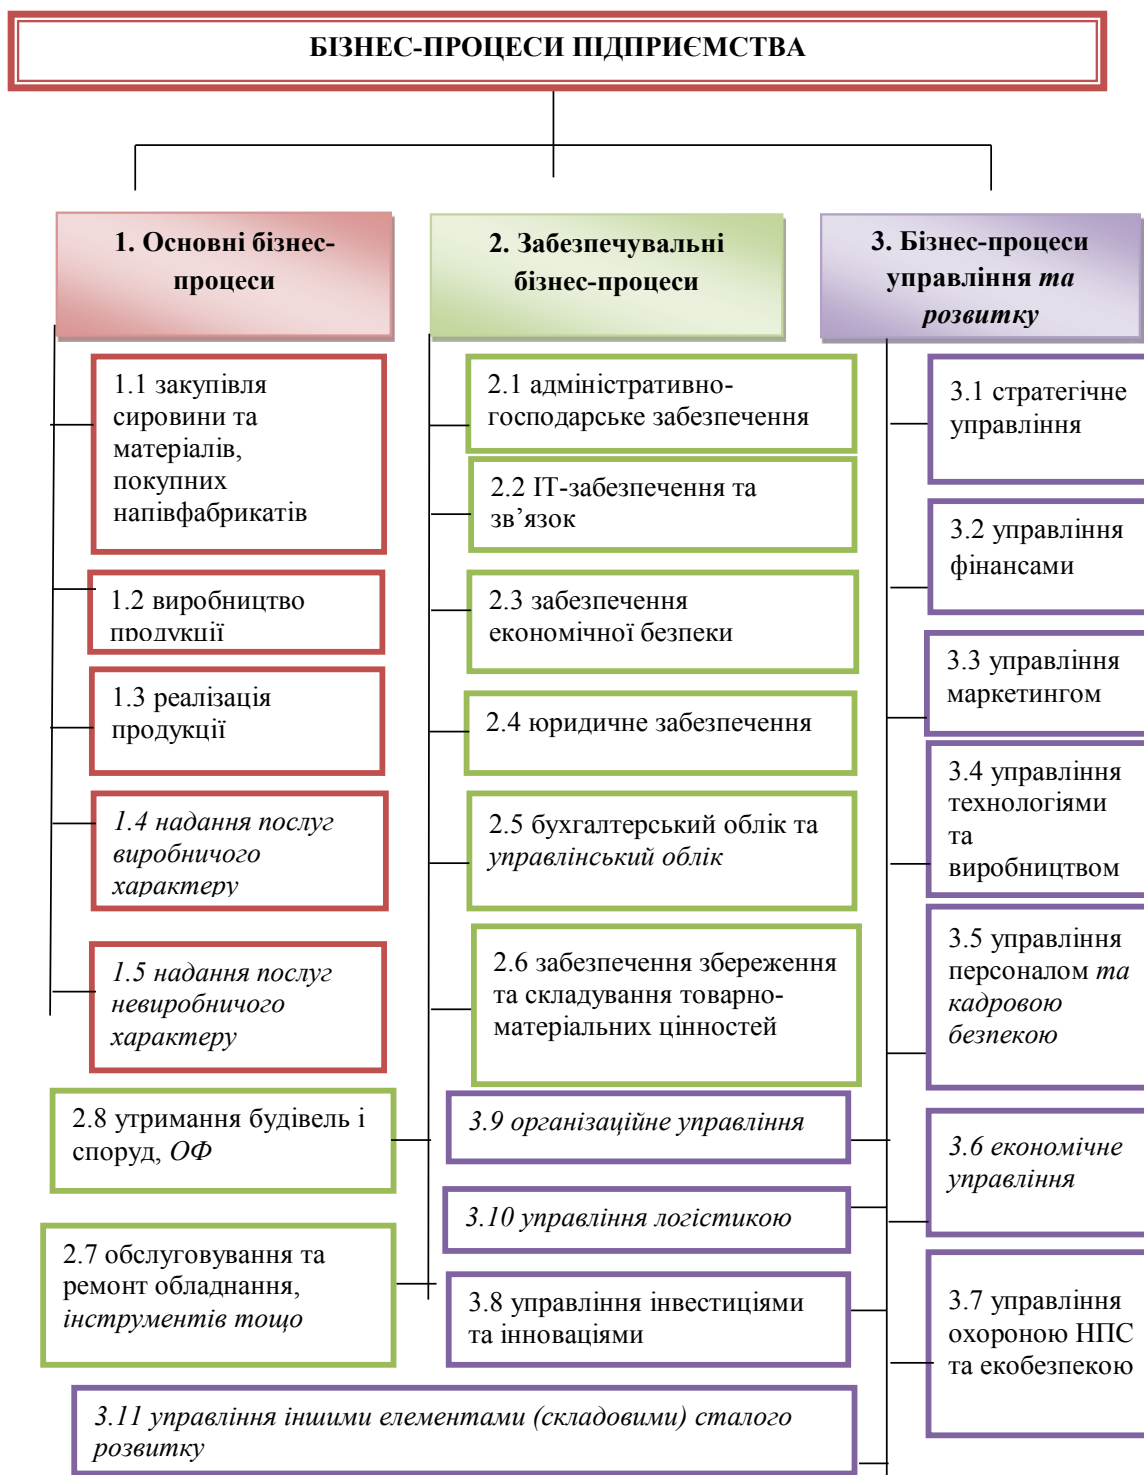 БІЗНЕС-ПРОЦЕСИ ПІДПРИЄМСТВА
1. Основні бізнес-
процеси
1.1 закупівля
сировини та
матеріалів,
покупних
напівфабрикатів
1.2 виробництво
продукції
1.3 реалізація
продукції
1.4 надання послуг
виробничого
характеру
1.5 надання послуг
невиробничого
характеру
2. Забезпечувальні
бізнес-процеси
2.1 адміністративно-
господарське забезпечення
2.2 ІТ-забезпечення та
зв’язок
2.3 забезпечення
економічної безпеки
2.4 юридичне забезпечення
2.5 бухгалтерський облік та
управлінський облік
2.6 забезпечення збереження
та складування товарно-
матеріальних цінностей
2.8 утримання будівель і
споруд, ОФ
2.7 обслуговування та
ремонт обладнання,
інструментів тощо
3. Бізнес-процеси
управління та
розвитку
3.1 стратегічне
управління
3.2 управління
фінансами
3.3 управління
маркетингом
3.4 управління
технологіями
та
виробництвом
3.5 управління
персоналом та
кадровою
безпекою
3.6 економічне
управління
3.7 управління
охороною НПС
та екобезпекою
3.9 організаційне управління
3.10 управління логістикою
3.8 управління інвестиціями
та інноваціями
3.11 управління іншими елементами (складовими) сталого
розвитку